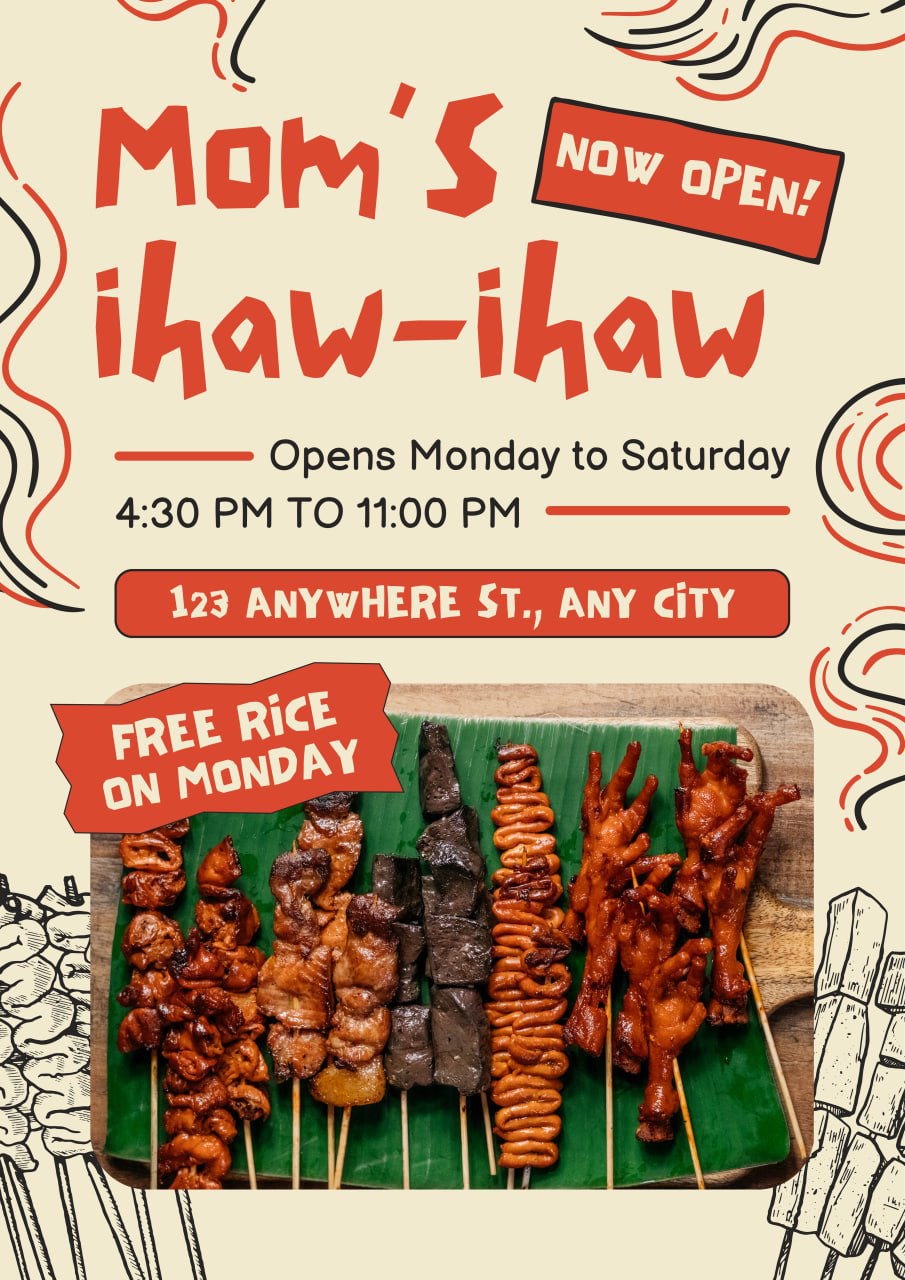 Mom's
NOW OPEN!
ihaw-ihaw
Opens Monday to Saturday
4:30 PM TO 11:00 PM
123 ANYWHERE ST., ANY CiTY
FREE RiCE
ON MONDAY